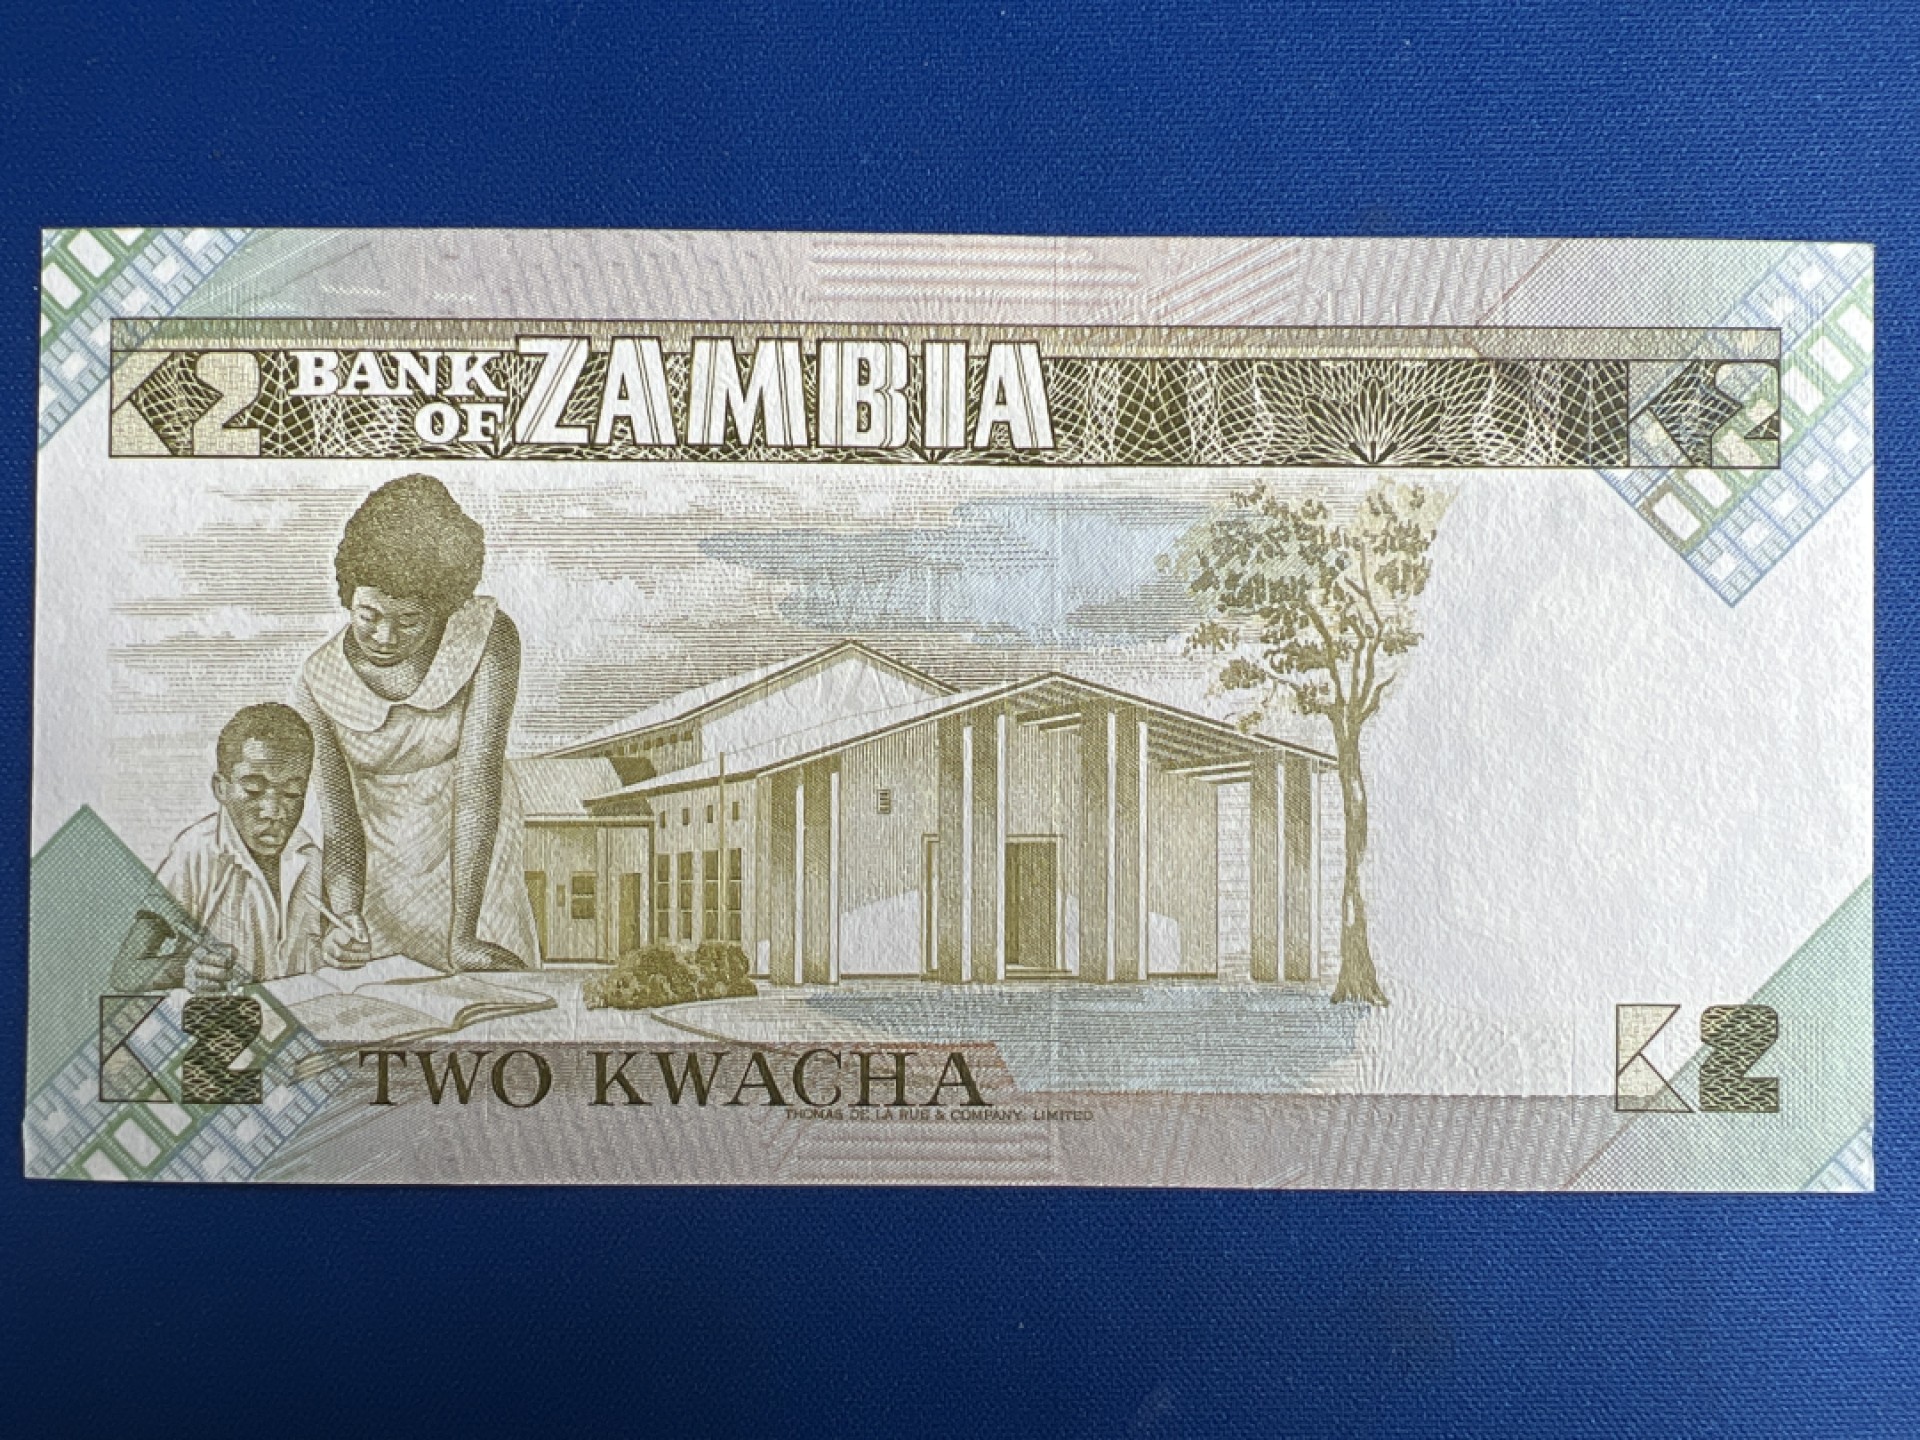 K2 BANK OF ZAMBIA K2
K2 TWO KWACHA K2
THOMAS DE LA RUE & COMPANY, LIMITED